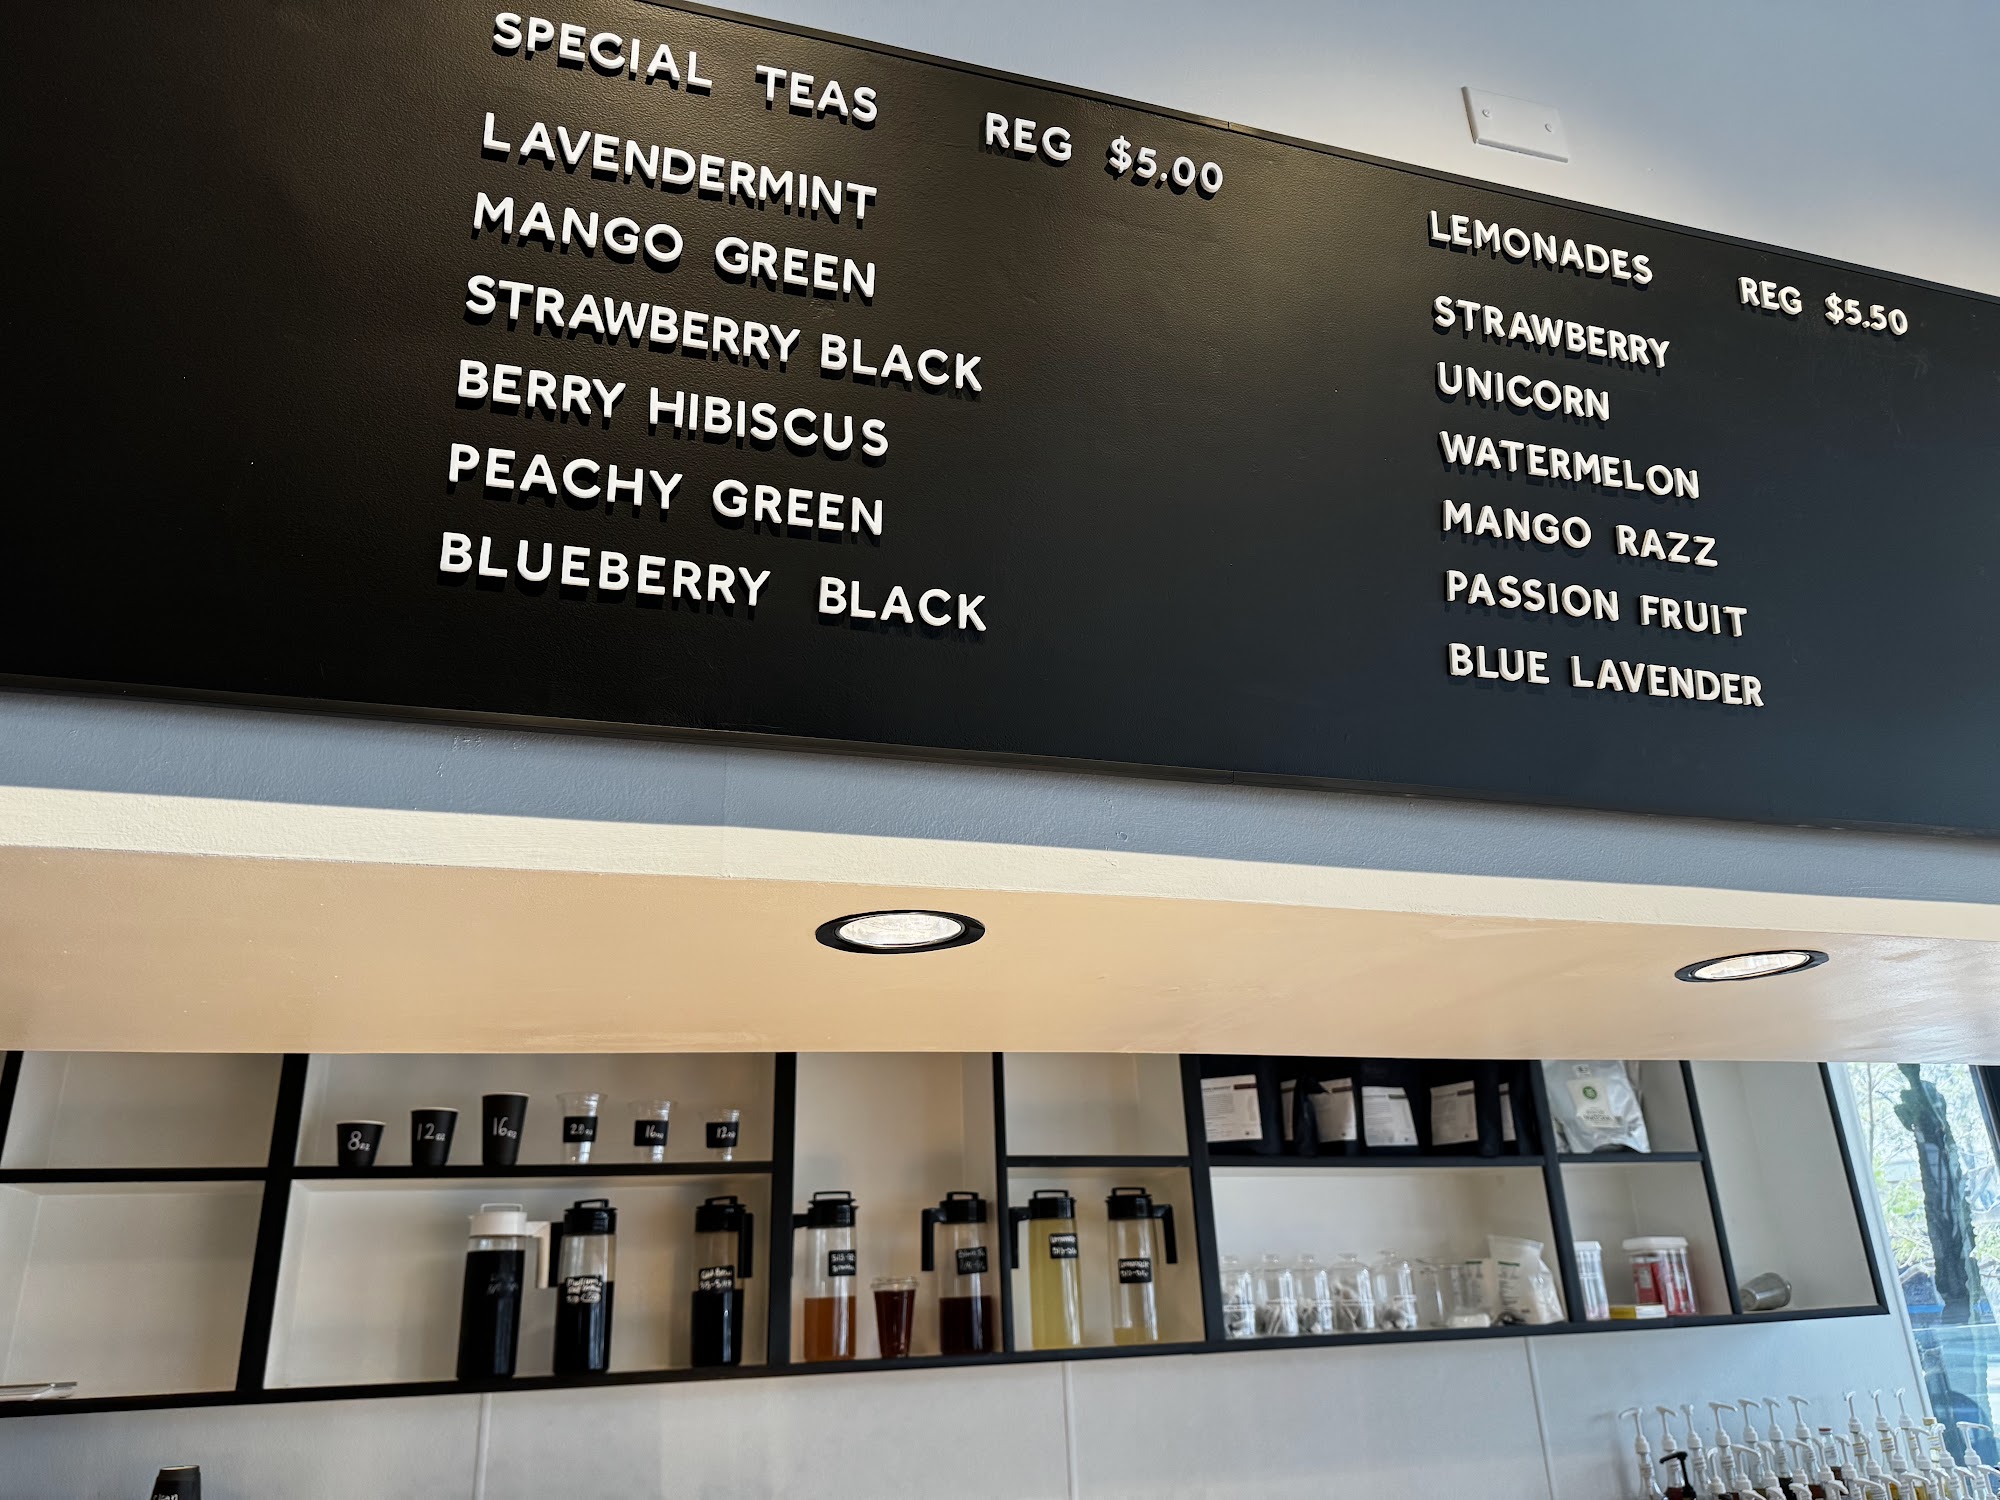 SPECIAL TEAS REG $5.00
LAVENDERMINT
MANGO GREEN
STRAWBERRY BLACK
BERRY HIBISCUS
PEACHY GREEN
BLUEBERRY BLACK
LEMONADES REG $5.50
STRAWBERRY
UNICORN
WATERMELON
MANGO RAZZ
PASSION FRUIT
BLUE LAVENDER
8oz
12oz
16oz
20oz
16oz
12oz